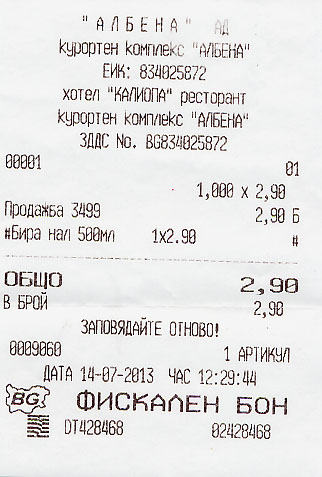 "АЛБЕНА" АД
курортен комплекс "АЛБЕНА"
ЕИК: 834025872
хотел "КАЛИОПА" ресторант
курортен комплекс "АЛБЕНА"
ЗДДС No. BG834025872
00001 01
1,000 x 2,90
Продажба 3499 2,90 Б
#Бира нал 500мл 1x2.90 #
ОБЩО 2,90
В БРОЙ 2,90
ЗАПОВЯДАЙТЕ ОТНОВО!
0009060 1 АРТИКУЛ
ДАТА 14-07-2013 ЧАС 12:29:44
BG ФИСКАЛЕН БОН
DT428468 02428468